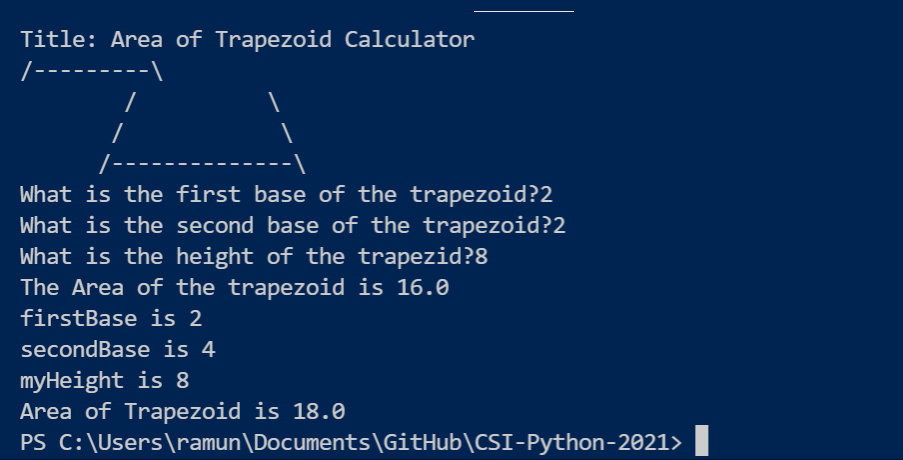 Title: Area of Trapezoid Calculator
/---------\
        /          \
       /            \
      /--------------\
What is the first base of the trapezoid?2
What is the second base of the trapezoid?2
What is the height of the trapezid?8
The Area of the trapezoid is 16.0
firstBase is 2
secondBase is 4
myHeight is 8
Area of Trapezoid is 18.0
PS C:\Users\ramun\Documents\GitHub\CSI-Python-2021>